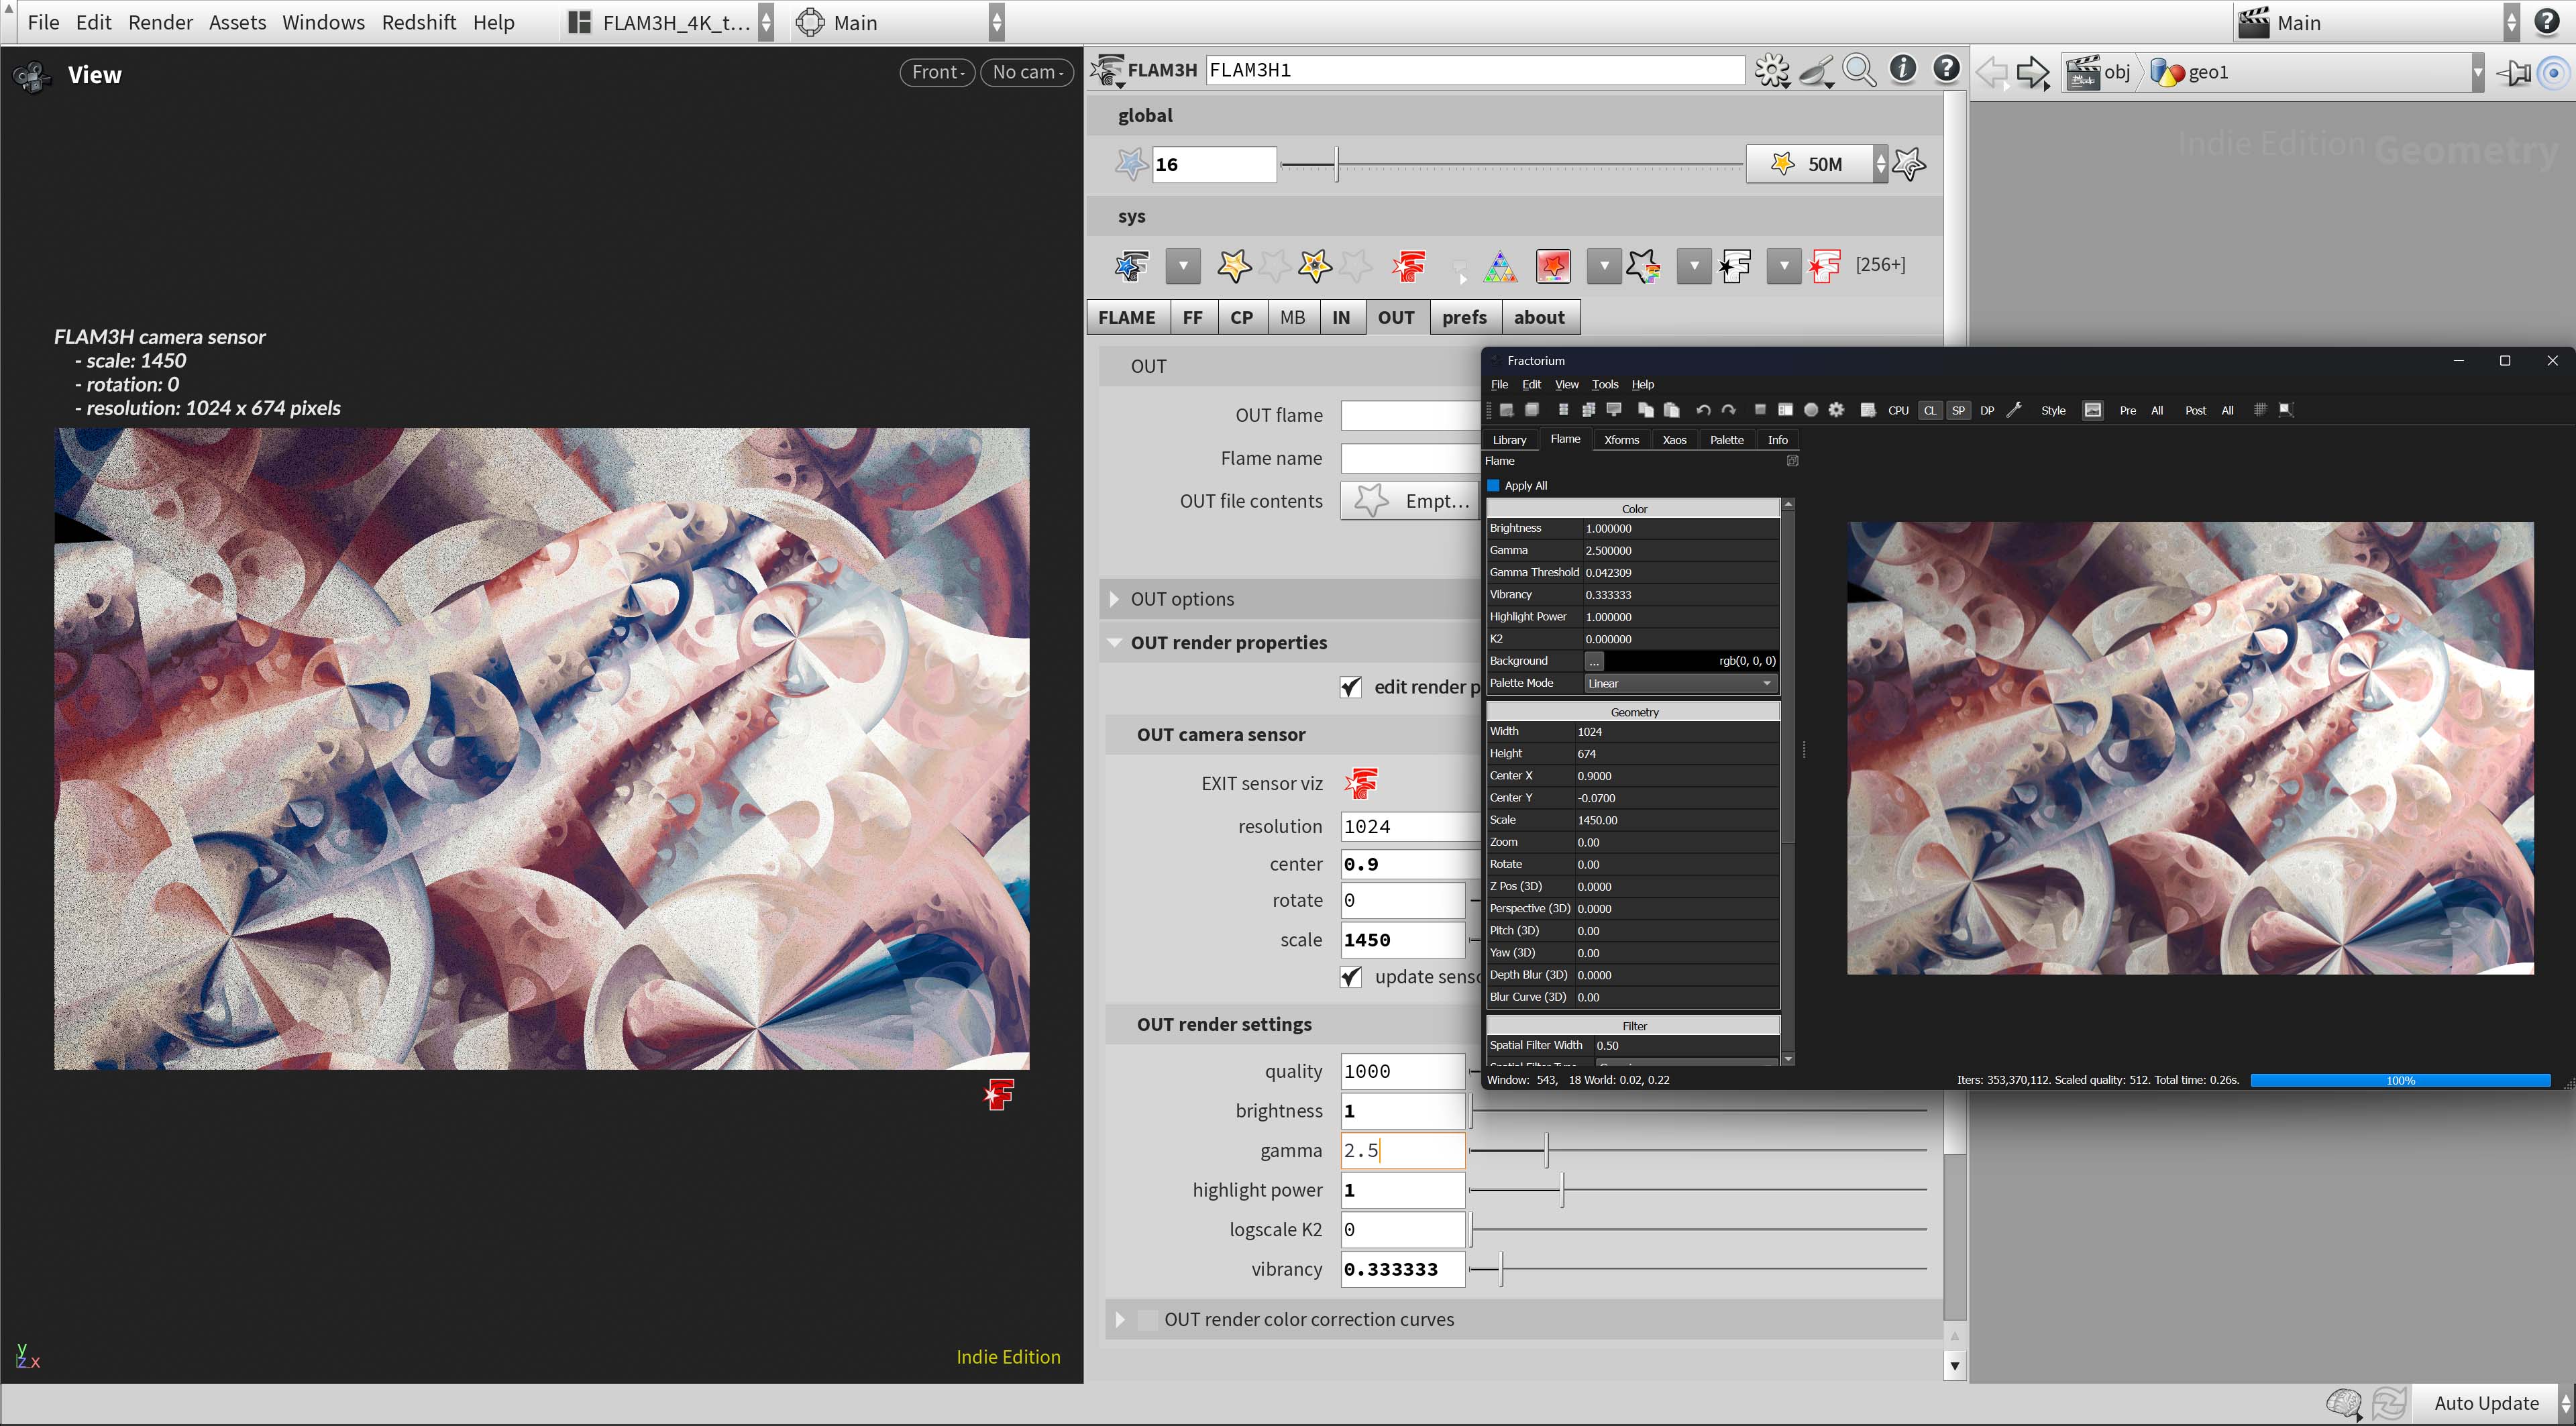 File Edit Render Assets Windows Redshift Help FLAM3H_4K_t... Main Main
View Front No cam
FLAM3H camera sensor
- scale: 1450
- rotation: 0
- resolution: 1024 x 674 pixels
Indie Edition
y
z x
FLAM3H FLAM3H1
global
16 50M
sys
[256+]
FLAME FF CP MB IN OUT prefs about
OUT
OUT flame
Flame name
OUT file contents Empt...
OUT options
OUT render properties
edit render p
OUT camera sensor
EXIT sensor viz
resolution 1024
center 0.9
rotate 0
scale 1450
update senso
OUT render settings
quality 1000
brightness 1
gamma 2.5
highlight power 1
logscale K2 0
vibrancy 0.333333
OUT render color correction curves
obj geo1
Indie Edition Geometry
Fractorium
File Edit View Tools Help
CPU CL SP DP Style Pre All Post All
Library Flame Xforms Xaos Palette Info
Flame
Apply All
Color
Brightness 1.000000
Gamma 2.500000
Gamma Threshold 0.042309
Vibrancy 0.333333
Highlight Power 1.000000
K2 0.000000
Background ... rgb(0, 0, 0)
Palette Mode Linear
Geometry
Width 1024
Height 674
Center X 0.9000
Center Y -0.0700
Scale 1450.00
Zoom 0.00
Rotate 0.00
Z Pos (3D) 0.0000
Perspective (3D) 0.0000
Pitch (3D) 0.00
Yaw (3D) 0.00
Depth Blur (3D) 0.0000
Blur Curve (3D) 0.00
Filter
Spatial Filter Width 0.50
Window: 543, 18 World: 0.02, 0.22 Iters: 353,370,112. Scaled quality: 512. Total time: 0.26s. 100%
Auto Update